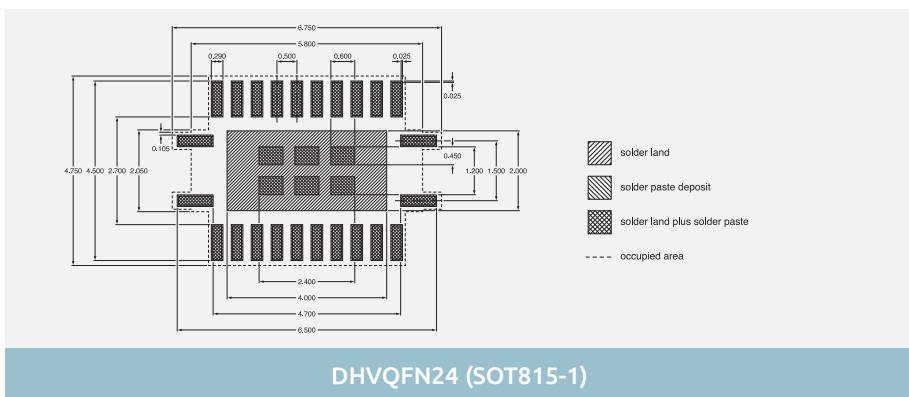 6.750
5.800
0.290 0.500 0.600 0.025
0.025
0.105
0.450
4.750 4.500 2.700 2.050 1.200 1.500 2.000
solder land
solder paste deposit
solder land plus solder paste
occupied area
2.400
4.000
4.700
6.500
DHVQFN24 (SOT815-1)